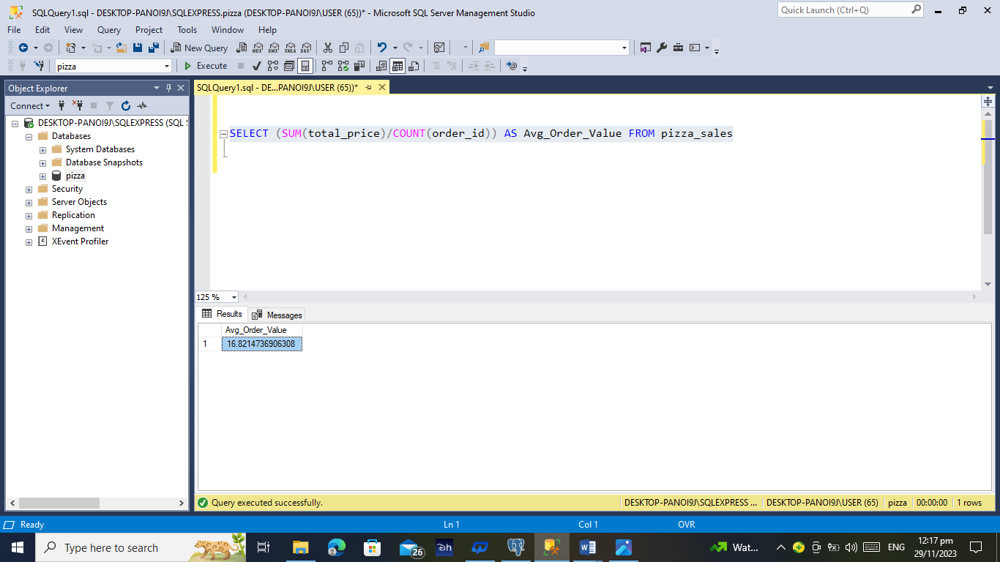 SQLQuery1.sql - DESKTOP-PANOI9J\SQLEXPRESS.pizza (DESKTOP-PANOI9J\USER (65))* - Microsoft SQL Server Management Studio
Quick Launch (Ctrl+Q)
File Edit View Query Project Tools Window Help
New Query
MDX DMX XMLA DAX
pizza
Execute
Object Explorer
SQLQuery1.sql - DE...PANOI9J\USER (65))*
Connect
DESKTOP-PANOI9J\SQLEXPRESS (SQL
Databases
System Databases
Database Snapshots
pizza
Security
Server Objects
Replication
Management
XEvent Profiler
SELECT (SUM(total_price)/COUNT(order_id)) AS Avg_Order_Value FROM pizza_sales
125 %
Results Messages
Avg_Order_Value
1 16.8214736906308
Query executed successfully.
DESKTOP-PANOI9J\SQLEXPRESS ... DESKTOP-PANOI9J\USER (65) pizza 00:00:00 1 rows
Ready Ln 1 Col 1 OVR
Type here to search
26
Wat...
ENG
12:17 pm
29/11/2023